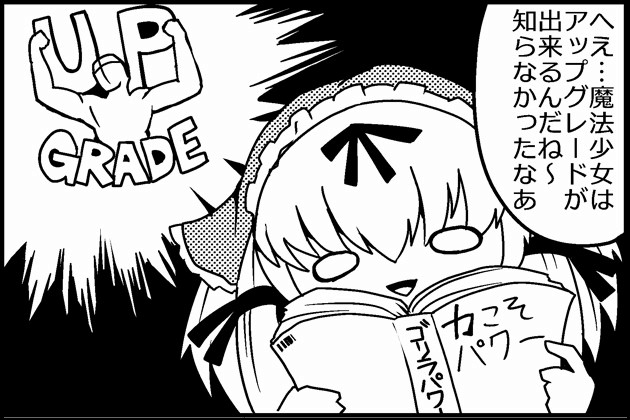 へえ…魔法少女は
アップグレードが
出来るんだね～
知らなかったなあ
UP
GRADE
力こそ
パワー
ゴリラパワー